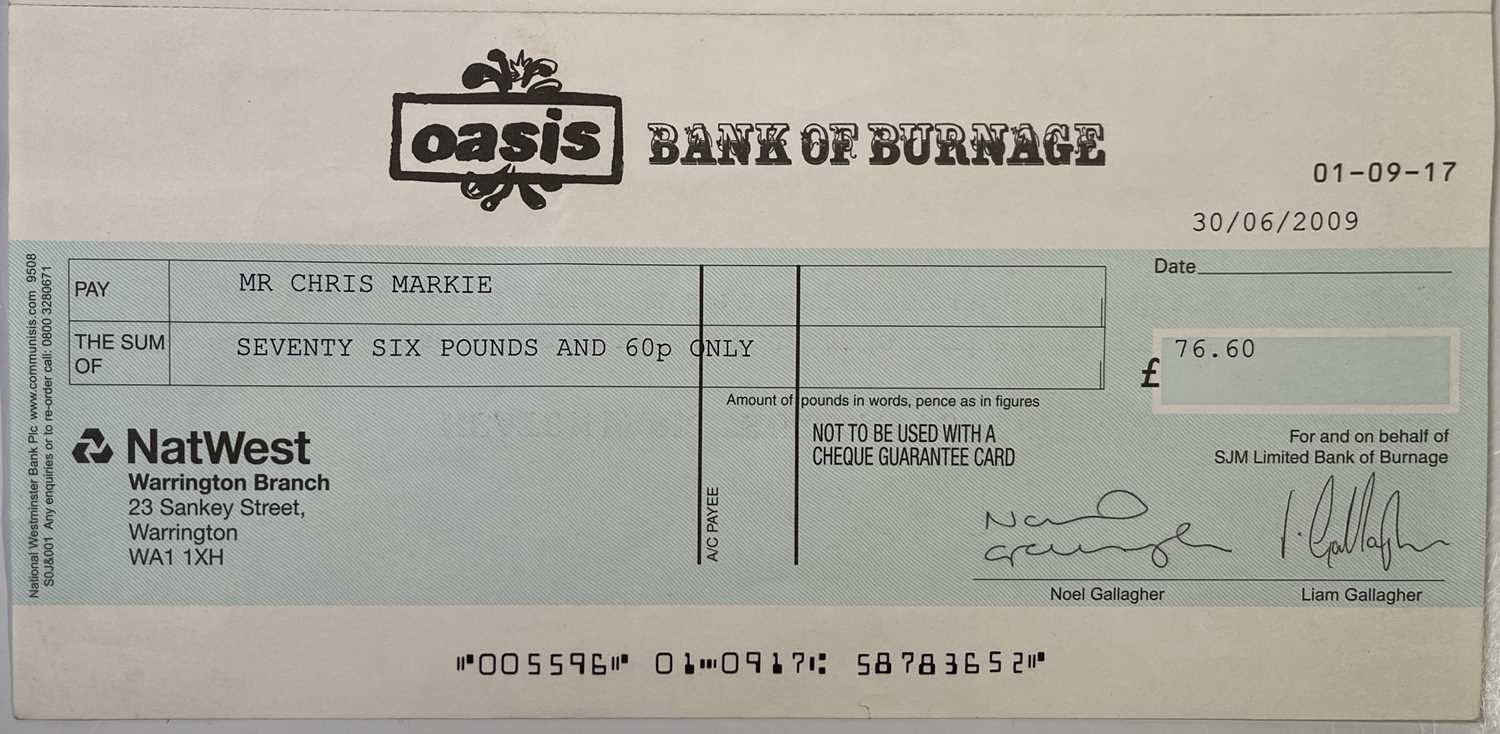 oasis BANK OF BURNAGE
01-09-17
30/06/2009
Date
PAY MR CHRIS MARKIE
THE SUM OF SEVENTY SIX POUNDS AND 60p ONLY
£ 76.60
Amount of pounds in words, pence as in figures
NatWest
Warrington Branch
23 Sankey Street,
Warrington
WA1 1XH
A/C PAYEE
NOT TO BE USED WITH A
CHEQUE GUARANTEE CARD
For and on behalf of
SJM Limited Bank of Burnage
Noel Gallagher
L. Gallagher
Noel Gallagher Liam Gallagher
National Westminster Bank Plc www.communisis.com 9508
S0J&001 Any enquiries or to re-order call: 0800 3280671
⑈005596⑈ 01⑉0917⑆ 58783652⑈